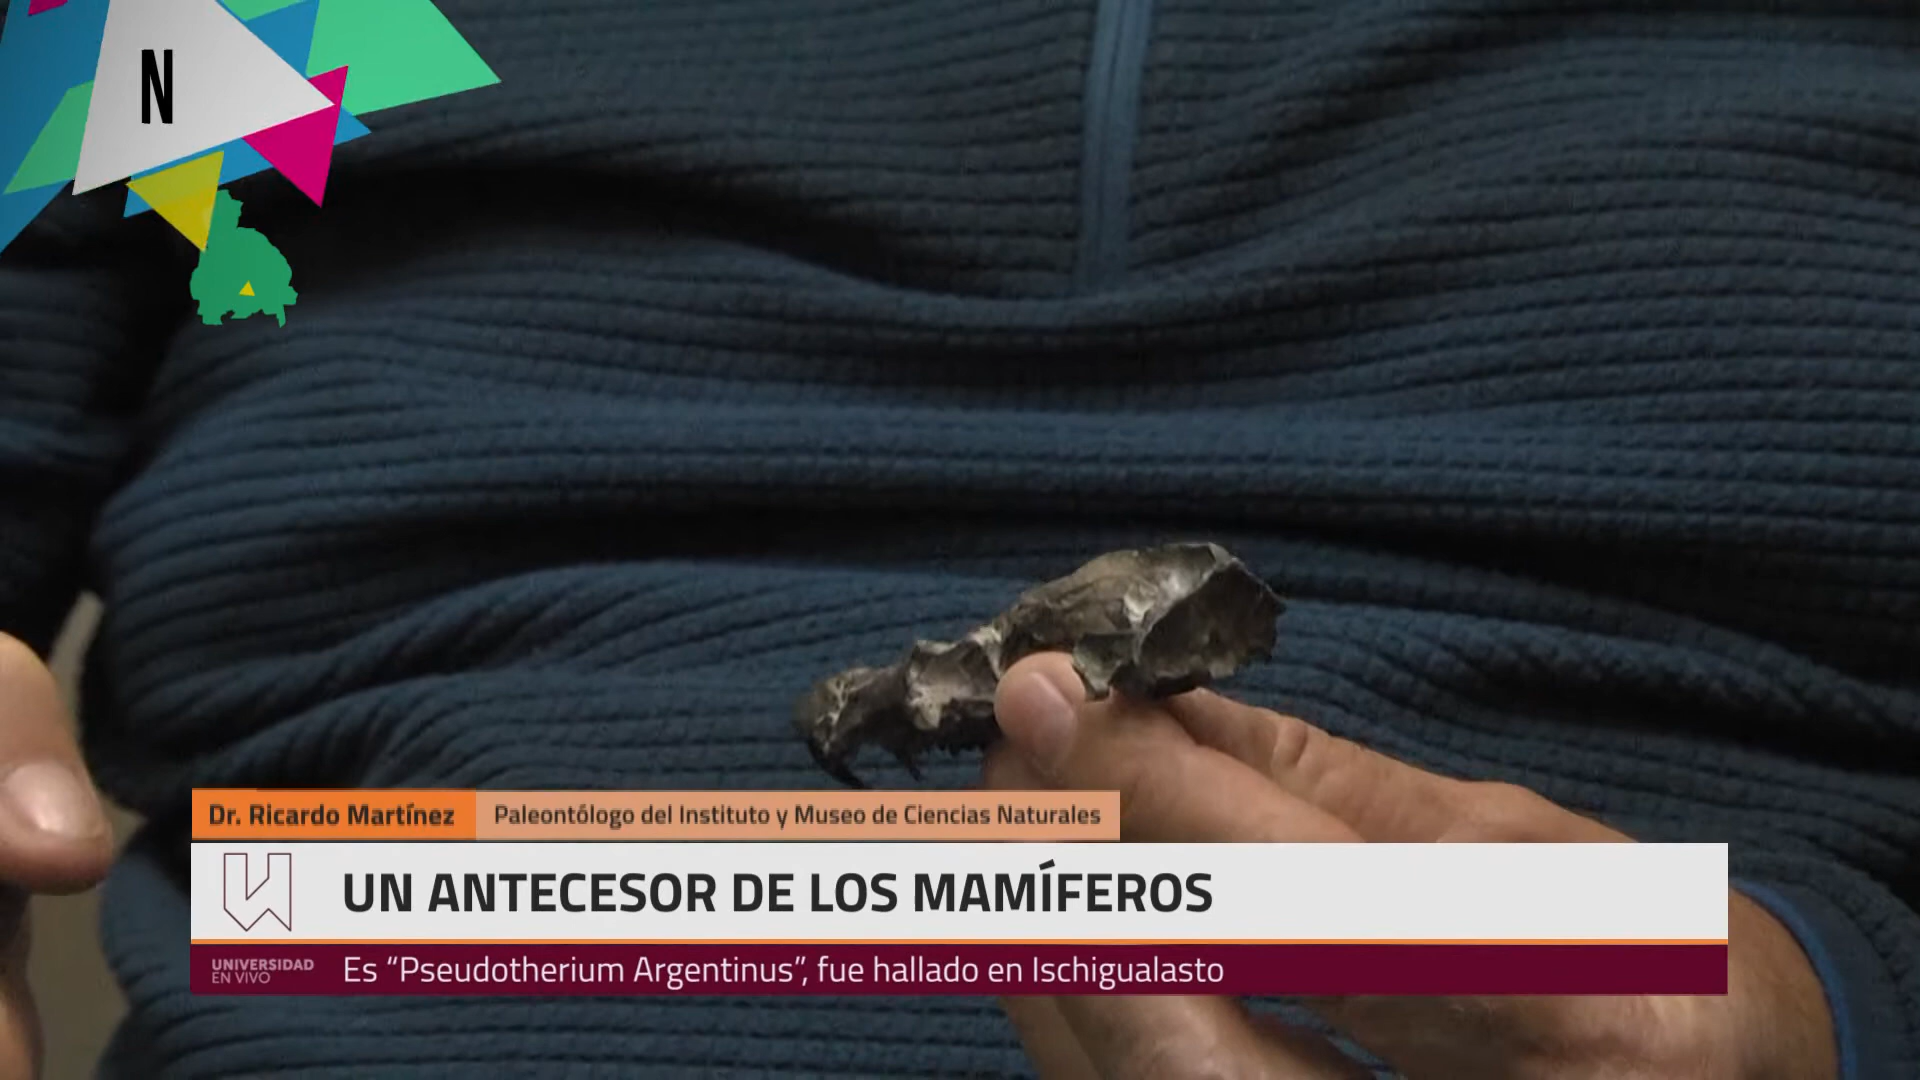 N
Dr. Ricardo Martínez
Paleontólogo del Instituto y Museo de Ciencias Naturales
UN ANTECESOR DE LOS MAMÍFEROS
UNIVERSIDAD
EN VIVO
Es “Pseudotherium Argentinus”, fue hallado en Ischigualasto